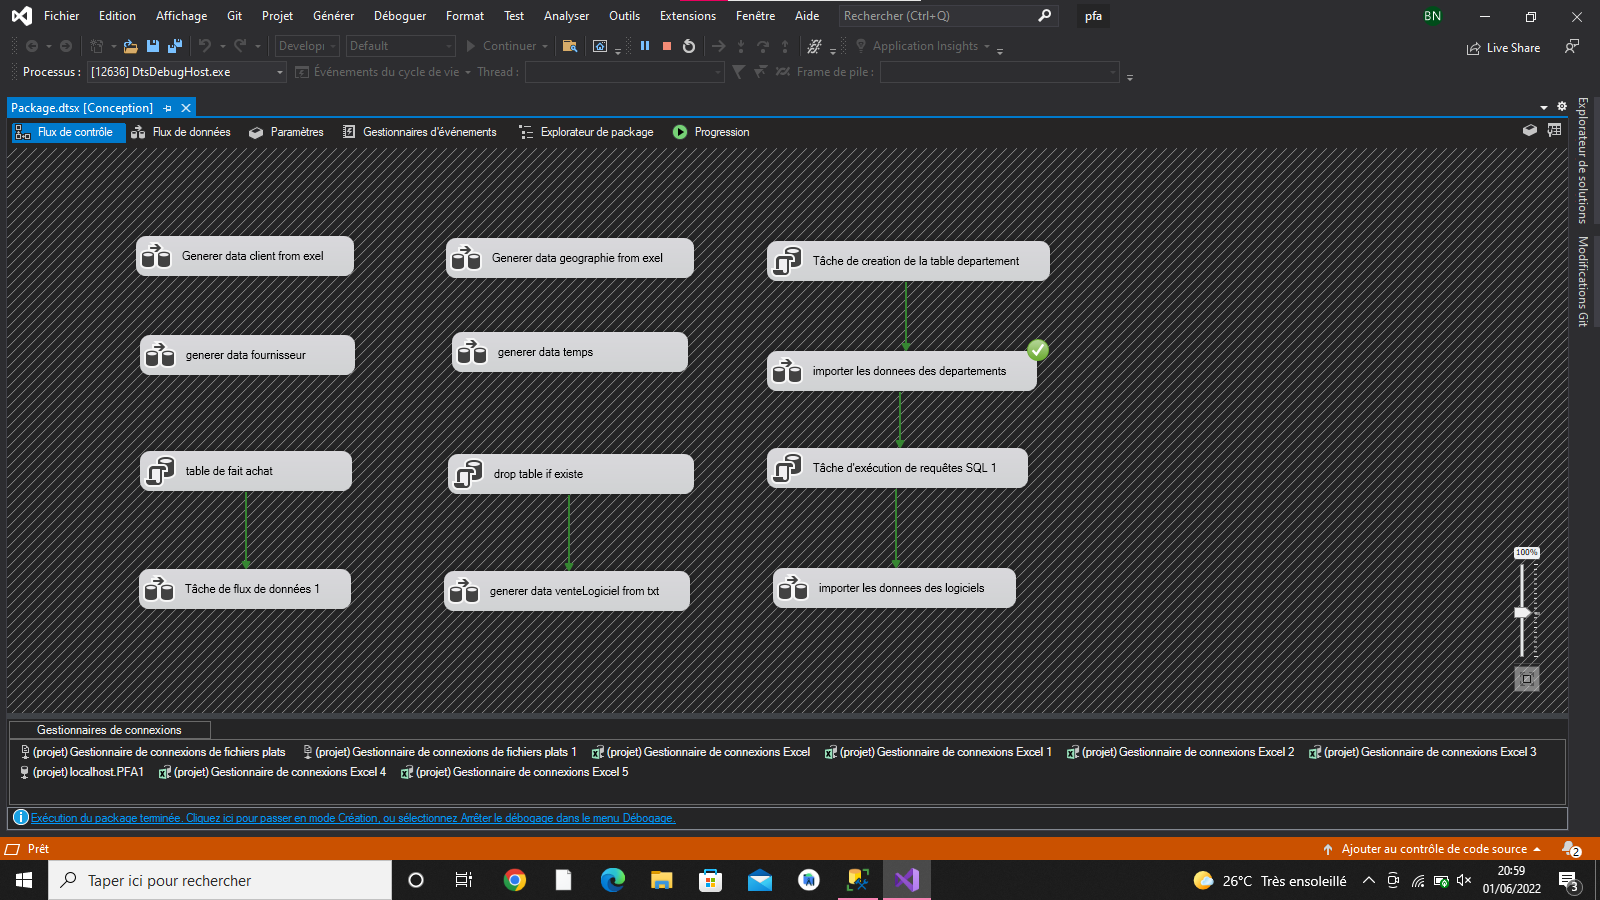 Fichier Edition Affichage Git Projet Générer Déboguer Format Test Analyser Outils Extensions Fenêtre Aide Rechercher (Ctrl+Q) pfa BN
Developi Default Continuer Application Insights Live Share
Processus : [12636] DtsDebugHost.exe Événements du cycle de vie Thread : Frame de pile :
Package.dtsx [Conception]
Flux de contrôle Flux de données Paramètres Gestionnaires d'événements Explorateur de package Progression
Explorateur de solutions
Modifications Git
Generer data client from exel
Generer data geographie from exel
Tâche de creation de la table departement
generer data fournisseur
generer data temps
importer les donnees des departements
table de fait achat
drop table if existe
Tâche d'exécution de requêtes SQL 1
Tâche de flux de données 1
generer data venteLogiciel from txt
importer les donnees des logiciels
100%
Gestionnaires de connexions
(projet) Gestionnaire de connexions de fichiers plats (projet) Gestionnaire de connexions de fichiers plats 1 (projet) Gestionnaire de connexions Excel (projet) Gestionnaire de connexions Excel 1 (projet) Gestionnaire de connexions Excel 2 (projet) Gestionnaire de connexions Excel 3
(projet) localhost.PFA1 (projet) Gestionnaire de connexions Excel 4 (projet) Gestionnaire de connexions Excel 5
Exécution du package terminée. Cliquez ici pour passer en mode Création, ou sélectionnez Arrêter le débogage dans le menu Débogage.
Prêt Ajouter au contrôle de code source 2
Taper ici pour rechercher 26°C Très ensoleillé 20:59
01/06/2022 3